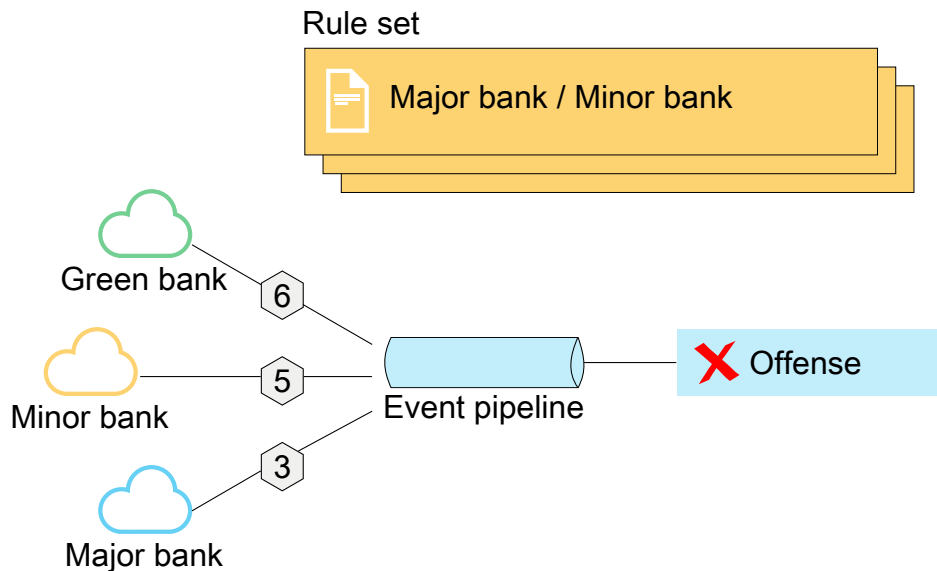 Rule set
Major bank / Minor bank
Green bank
6
Minor bank
5
Event pipeline
Offense
3
Major bank